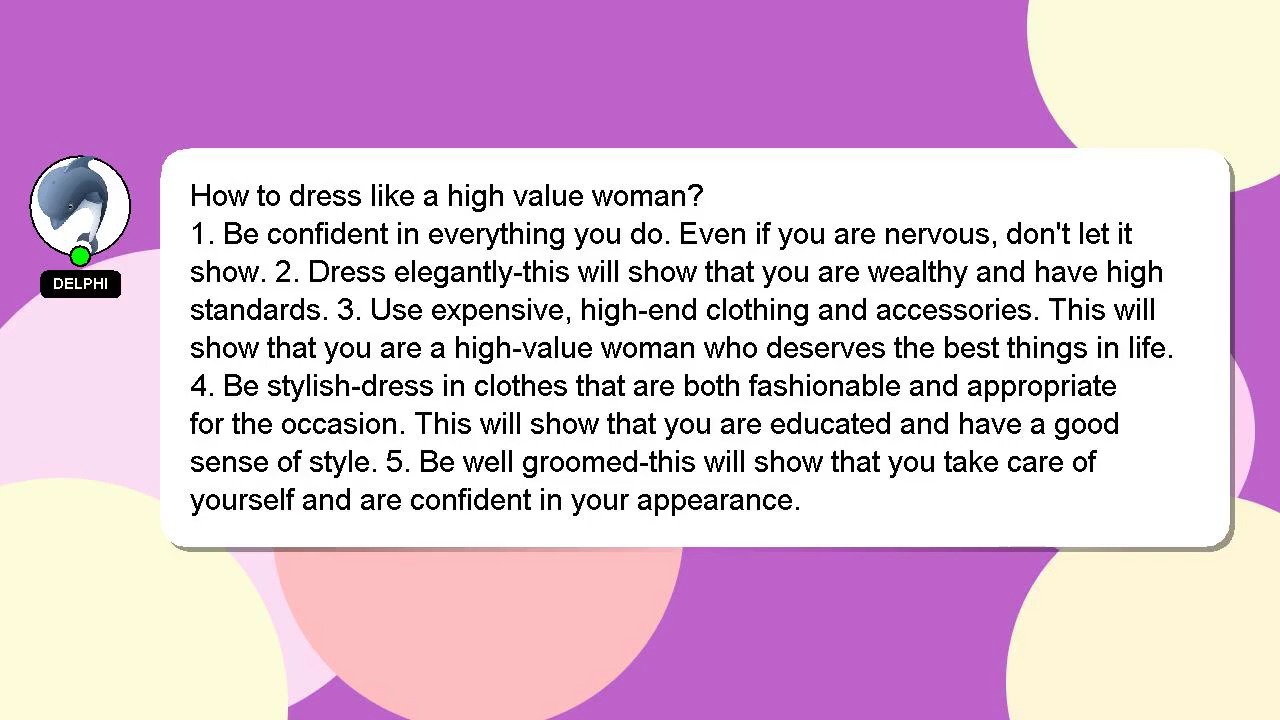 How to dress like a high value woman?
1. Be confident in everything you do. Even if you are nervous, don't let it
show. 2. Dress elegantly-this will show that you are wealthy and have high
standards. 3. Use expensive, high-end clothing and accessories. This will
show that you are a high-value woman who deserves the best things in life.
4. Be stylish-dress in clothes that are both fashionable and appropriate
for the occasion. This will show that you are educated and have a good
sense of style. 5. Be well groomed-this will show that you take care of
yourself and are confident in your appearance.
DELPHI